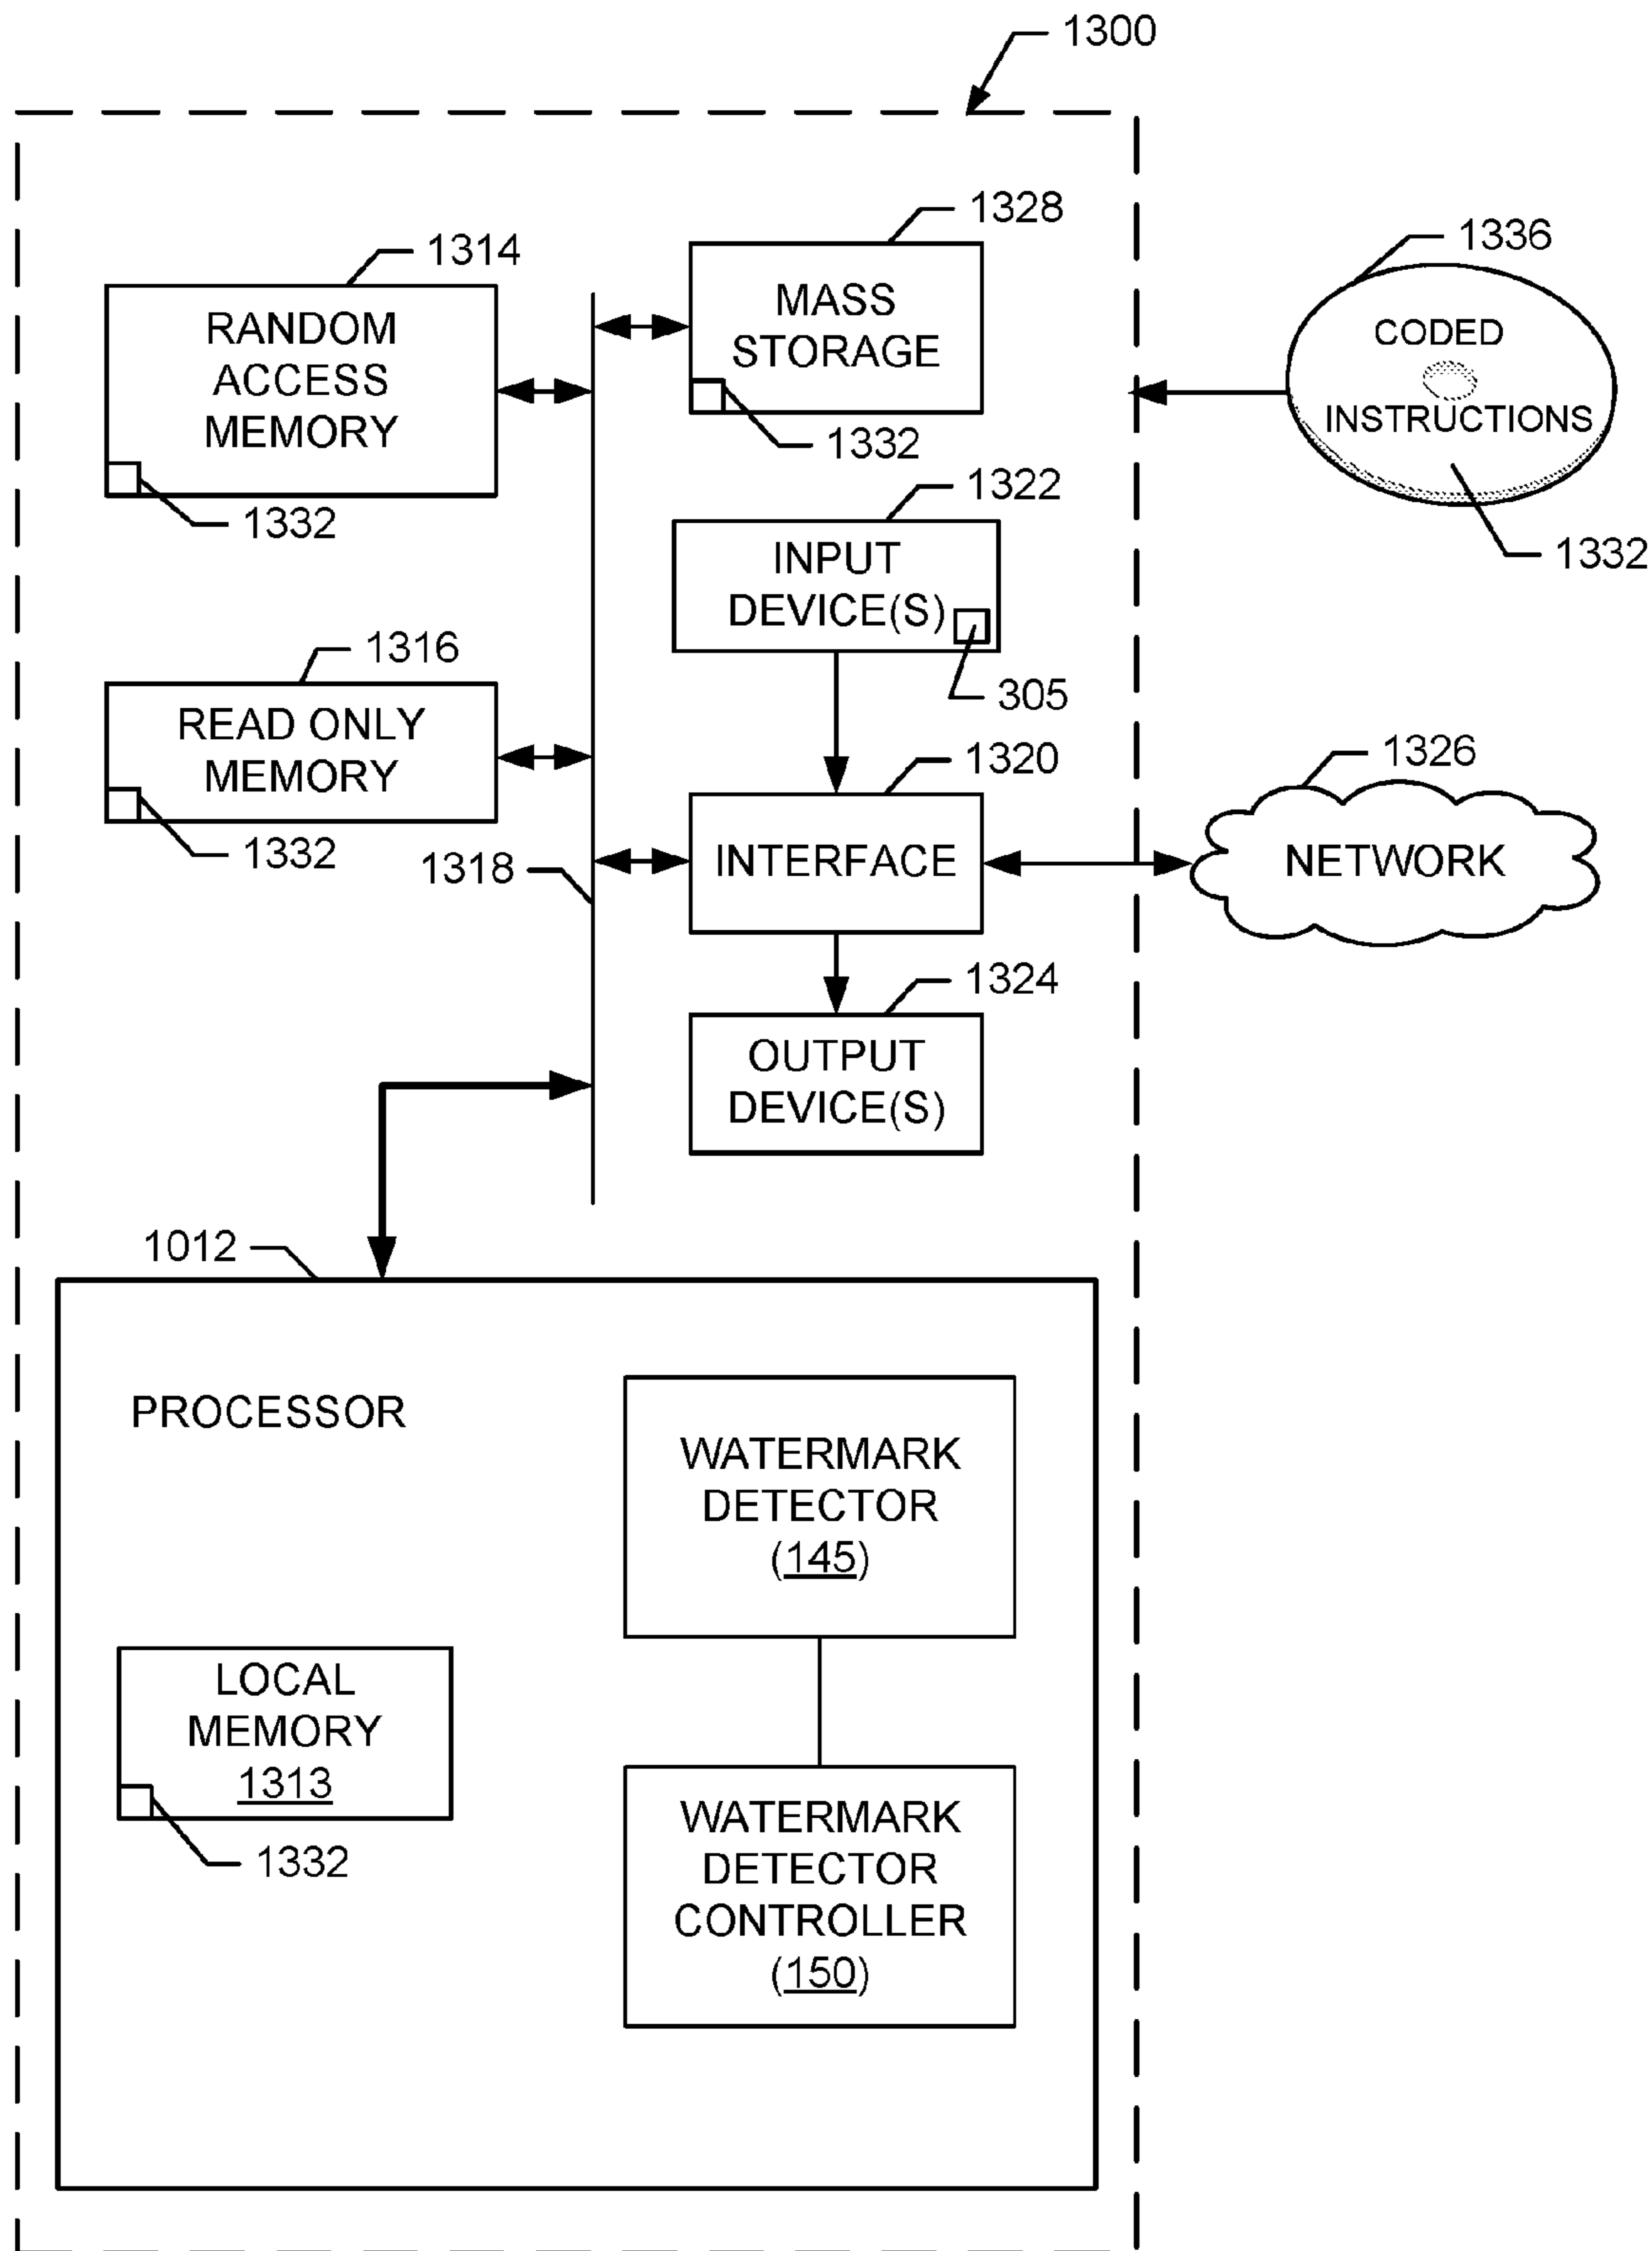 1300
1328
MASS
STORAGE
1332
1314
RANDOM
ACCESS
MEMORY
1332
1336
CODED
INSTRUCTIONS
1332
1322
INPUT
DEVICE(S)
305
1316
READ ONLY
MEMORY
1332
1318
1320
INTERFACE
1326
NETWORK
1324
OUTPUT
DEVICE(S)
1012
PROCESSOR
WATERMARK
DETECTOR
(145)
LOCAL
MEMORY
1313
1332
WATERMARK
DETECTOR
CONTROLLER
(150)